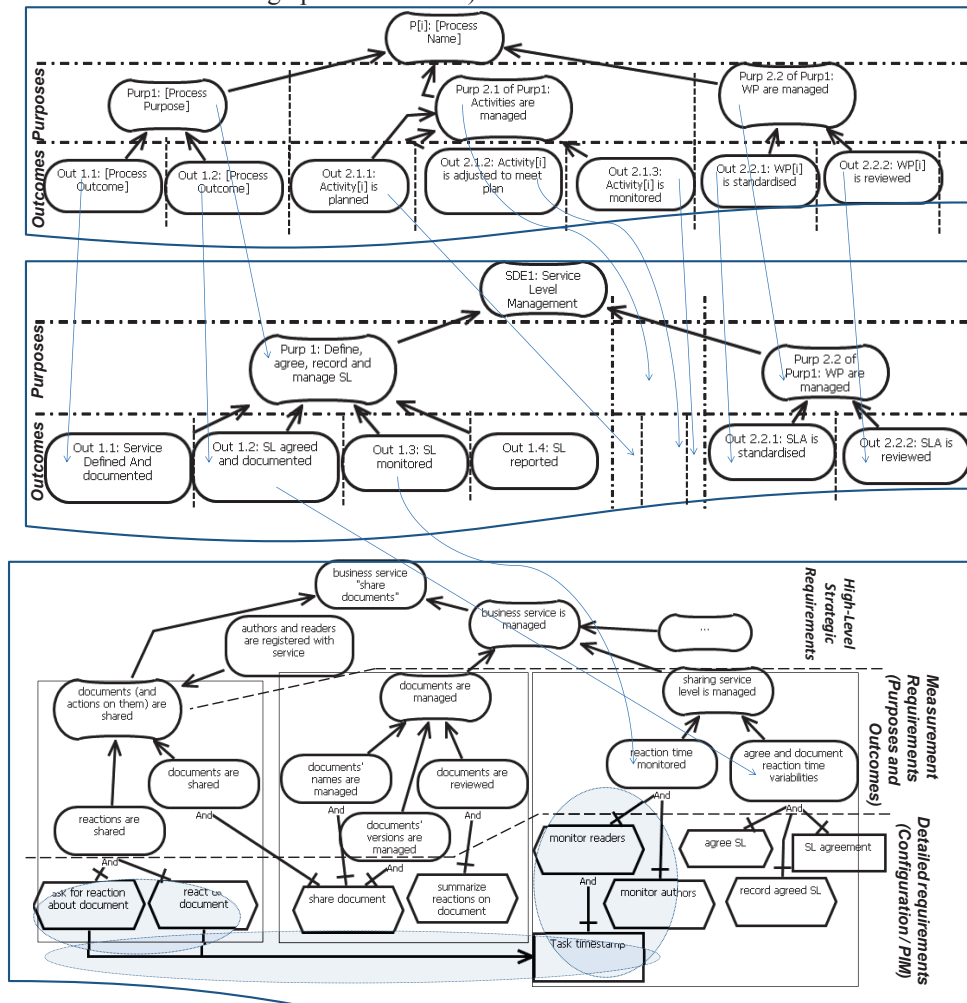 P[i]: [Process
Name]
Purposes
Purp1: [Process
Purpose]
Purp 2.1 of Purp1:
Activities are
managed
Purp 2.2 of Purp1:
WP are managed
Outcomes
Out 1.1: [Process
Outcome]
Out 1.2: [Process
Outcome]
Out 2.1.1:
Activity[i] is
planned
Out 2.1.2: Activity[i]
is adjusted to meet
plan
Out 2.1.3:
Activity[i] is
monitored
Out 2.2.1: WP[i]
is standardised
Out 2.2.2: WP[i]
is reviewed
SDE1: Service
Level
Management
Purposes
Purp 1: Define,
agree, record and
manage SL
Purp 2.2 of
Purp1: WP are
managed
Outcomes
Out 1.1: Service
Defined And
documented
Out 1.2: SL agreed
and documented
Out 1.3: SL
monitored
Out 1.4: SL
reported
Out 2.2.1: SLA is
standardised
Out 2.2.2: SLA is
reviewed
business service
"share
documents"
High-Level
Strategic
Requirements
business service is
managed
...
authors and readers
are registered with
service
documents (and
actions on them) are
shared
documents are
managed
sharing service
level is managed
Measurement
Requirements
(Purposes and
Outcomes)
documents are
shared
documents'
names are
managed
documents
are reviewed
reaction time
monitored
agree and document
reaction time
variabilities
reactions are
shared
And
And
documents'
versions are
managed
And
And
And
And
And
Detailed requirements
(Configuration / PIM)
ask for reaction
about document
react on
document
share document
summarize
reactions on
document
monitor readers
And
monitor authors
agree SL
record agreed SL
SL agreement
Task timestamp